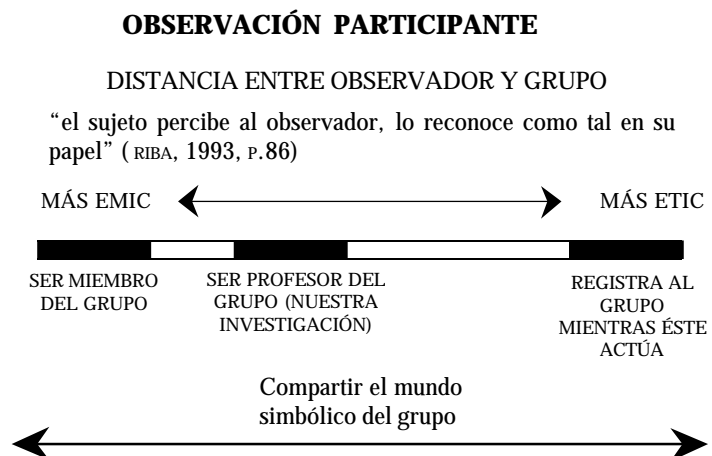 OBSERVACIÓN PARTICIPANTE
DISTANCIA ENTRE OBSERVADOR Y GRUPO
“el sujeto percibe al observador, lo reconoce como tal en su
papel” ( RIBA, 1993, P.86)
MÁS EMIC
MÁS ETIC
SER MIEMBRO
DEL GRUPO
SER PROFESOR DEL
GRUPO (NUESTRA
INVESTIGACIÓN)
REGISTRA AL
GRUPO
MIENTRAS ÉSTE
ACTÚA
Compartir el mundo
simbólico del grupo